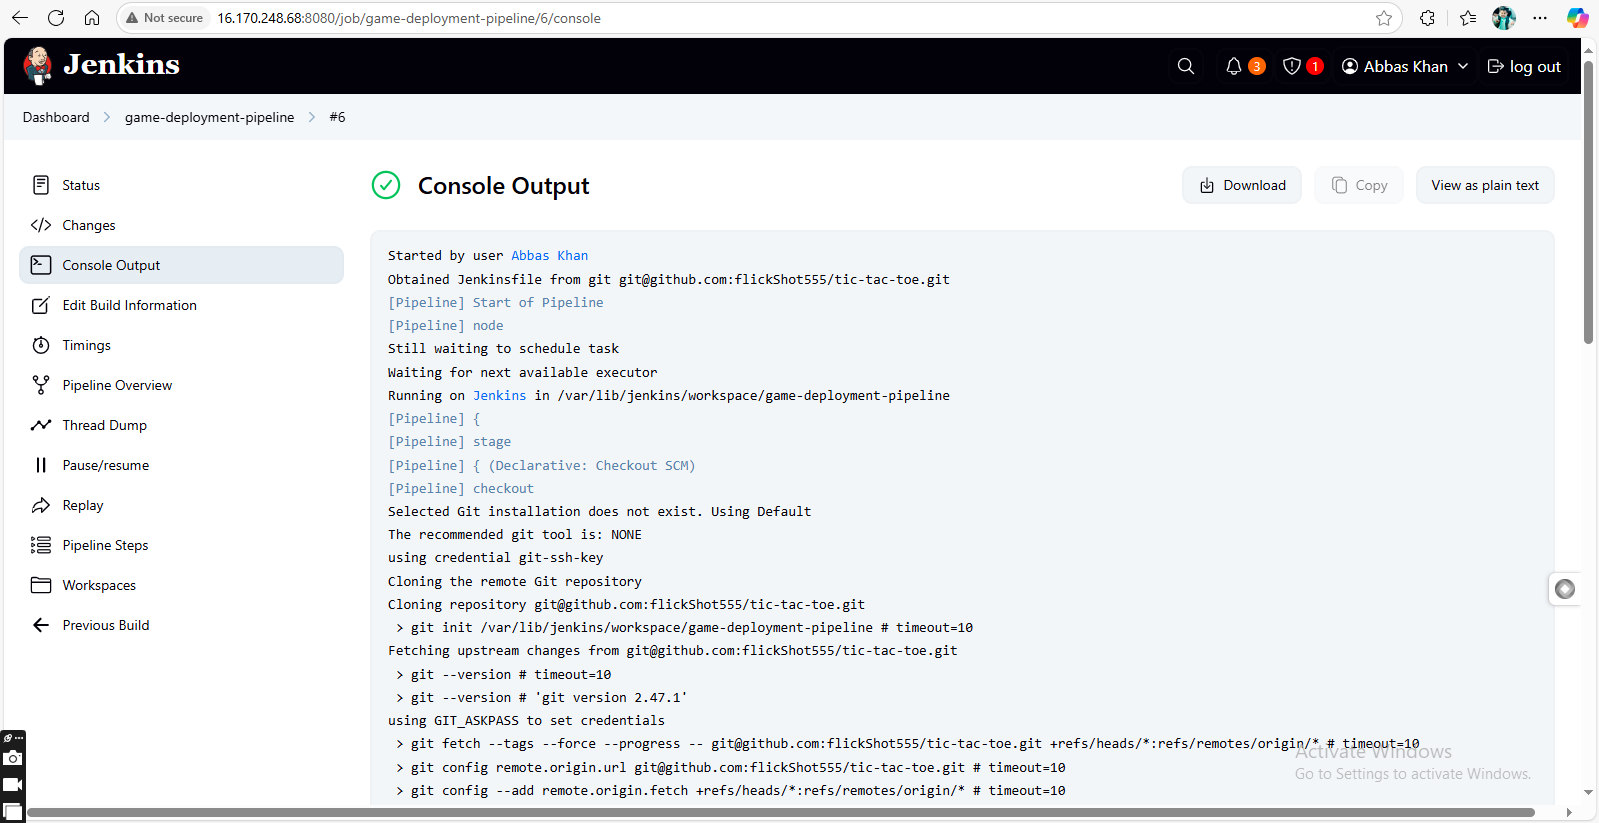 Not secure 16.170.248.68:8080/job/game-deployment-pipeline/6/console
Jenkins
3
1
Abbas Khan
log out
Dashboard
game-deployment-pipeline
#6
Status
Changes
Console Output
Edit Build Information
Timings
Pipeline Overview
Thread Dump
Pause/resume
Replay
Pipeline Steps
Workspaces
Previous Build
Console Output
Download
Copy
View as plain text
Started by user Abbas Khan
Obtained Jenkinsfile from git git@github.com:flickShot555/tic-tac-toe.git
[Pipeline] Start of Pipeline
[Pipeline] node
Still waiting to schedule task
Waiting for next available executor
Running on Jenkins in /var/lib/jenkins/workspace/game-deployment-pipeline
[Pipeline] {
[Pipeline] stage
[Pipeline] { (Declarative: Checkout SCM)
[Pipeline] checkout
Selected Git installation does not exist. Using Default
The recommended git tool is: NONE
using credential git-ssh-key
Cloning the remote Git repository
Cloning repository git@github.com:flickShot555/tic-tac-toe.git
> git init /var/lib/jenkins/workspace/game-deployment-pipeline # timeout=10
Fetching upstream changes from git@github.com:flickShot555/tic-tac-toe.git
> git --version # timeout=10
> git --version # 'git version 2.47.1'
using GIT_ASKPASS to set credentials
> git fetch --tags --force --progress -- git@github.com:flickShot555/tic-tac-toe.git +refs/heads/*:refs/remotes/origin/* # timeout=10
> git config remote.origin.url git@github.com:flickShot555/tic-tac-toe.git # timeout=10
> git config --add remote.origin.fetch +refs/heads/*:refs/remotes/origin/* # timeout=10
Activate Windows
Go to Settings to activate Windows.